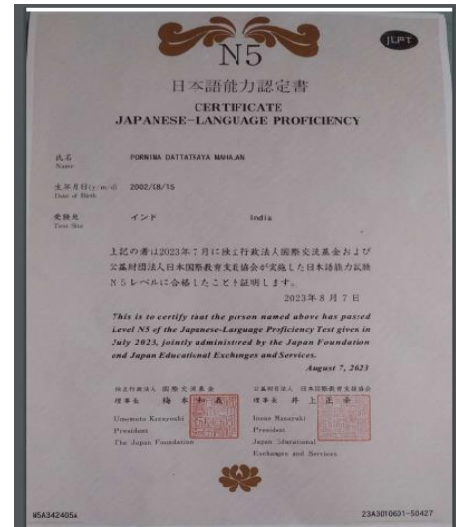 N5
JLPT
日本語能力認定書
CERTIFICATE
JAPANESE-LANGUAGE PROFICIENCY
氏名 PORNIMA DATTATRAYA MAHAJAN
Name
生年月日(y/m/d) 2002/08/15
Date of Birth
受験地 インド India
Test Site
上記の者は2023年7月に独立行政法人国際交流基金および
公益財団法人日本国際教育支援協会が実施した日本語能力試験
N5レベルに合格したことを証明します。
2023年8月7日
This is to certify that the person named above has passed
Level N5 of the Japanese-Language Proficiency Test given in
July 2023, jointly administered by the Japan Foundation
and Japan Educational Exchanges and Services.
August 7, 2023
独立行政法人 国際交流基金
理事長 梅本和義
Umemoto Kazuyoshi
President
The Japan Foundation
公益財団法人 日本国際教育支援協会
理事長 井上正幸
Inoue Masayuki
President
Japan Educational
Exchanges and Services
N5A342405A
23A3010601-50427